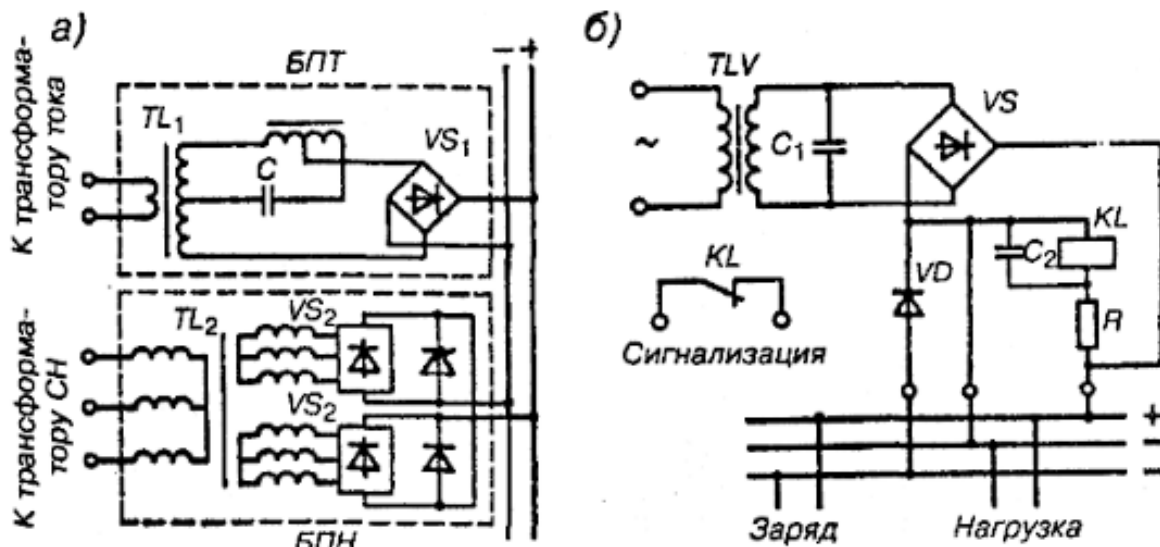 а)
К трансформа-
тору тока
БПТ
− +
TL₁
C
VS₁
К трансформа-
тору СН
TL₂
VS₂
VS₂
БПН
б)
TLV
VS
~
C₁
KL
C₂
KL
VD
R
Сигнализация
+
−
−
Заряд
Нагрузка